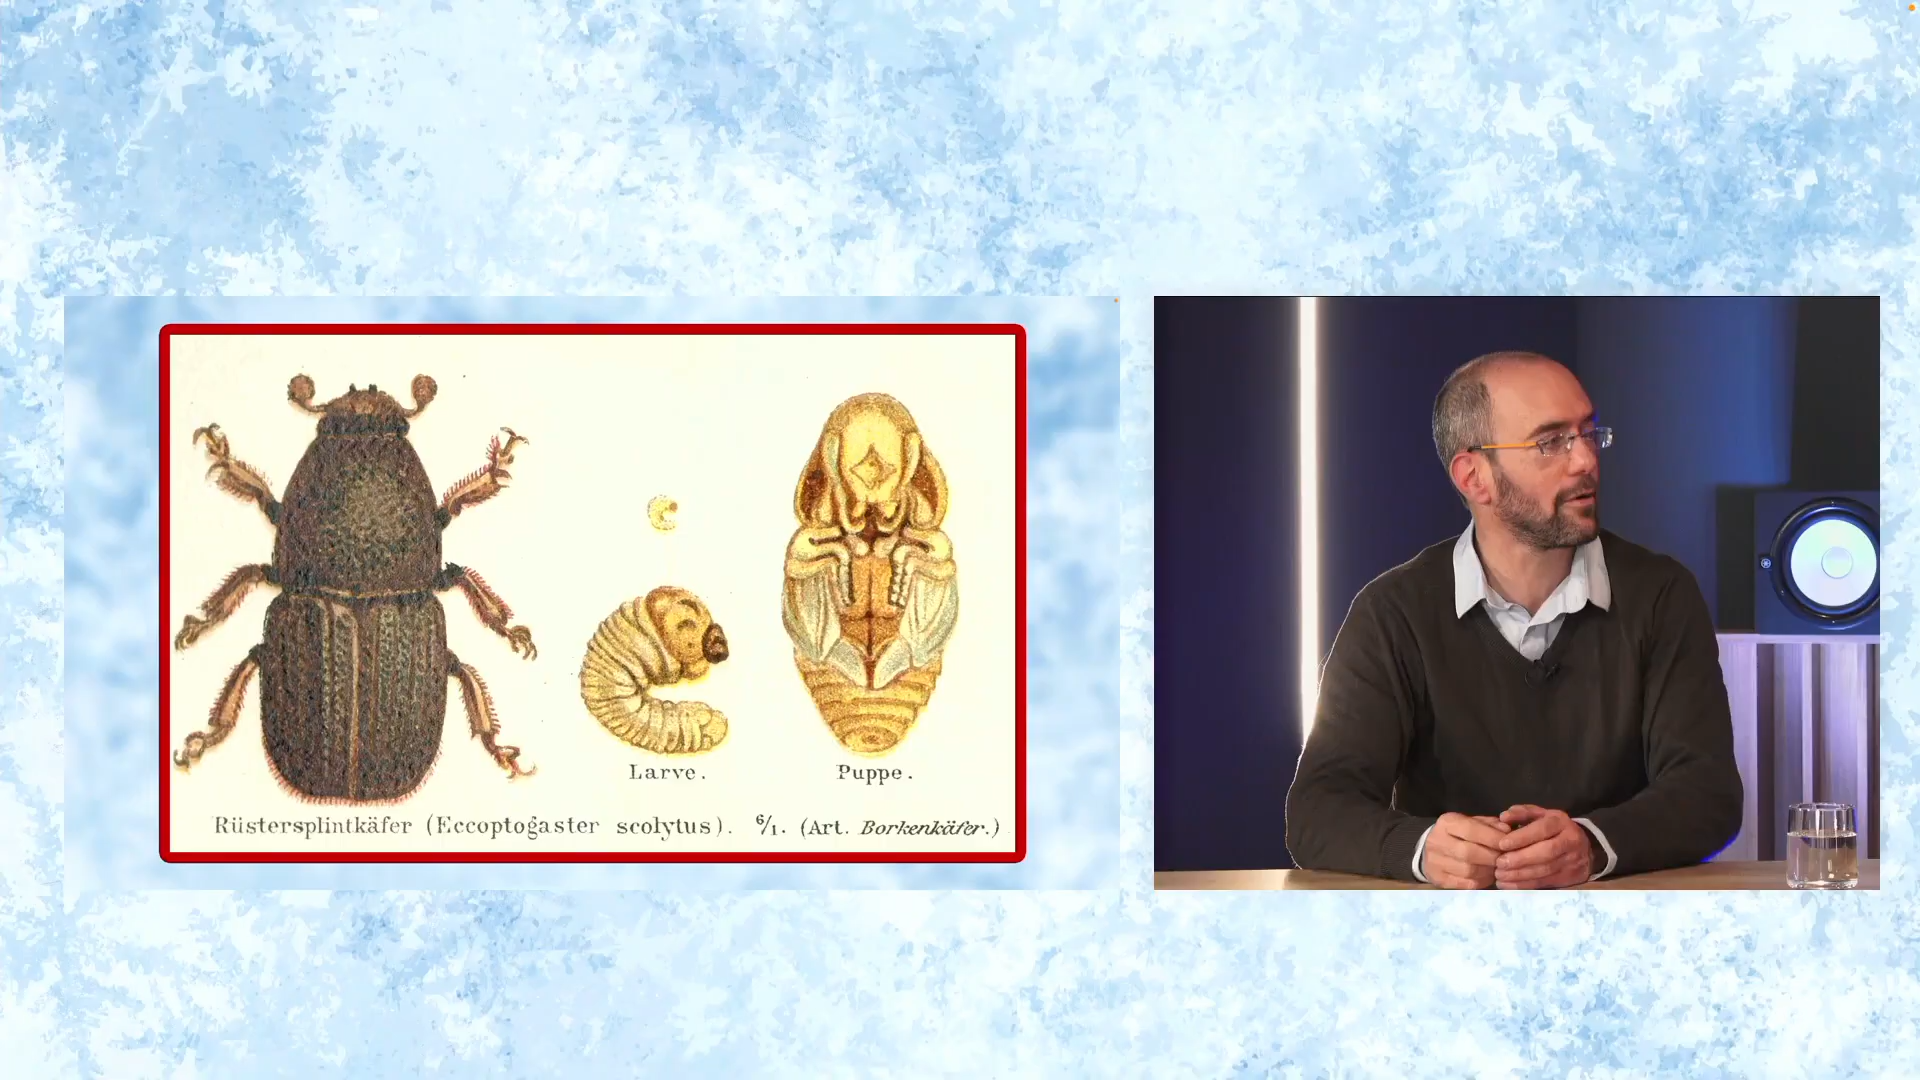 Larve.
Puppe.
Rüstersplintkäfer (Eccoptogaster scolytus). ⁶/₁. (Art. Borkenkäfer.)